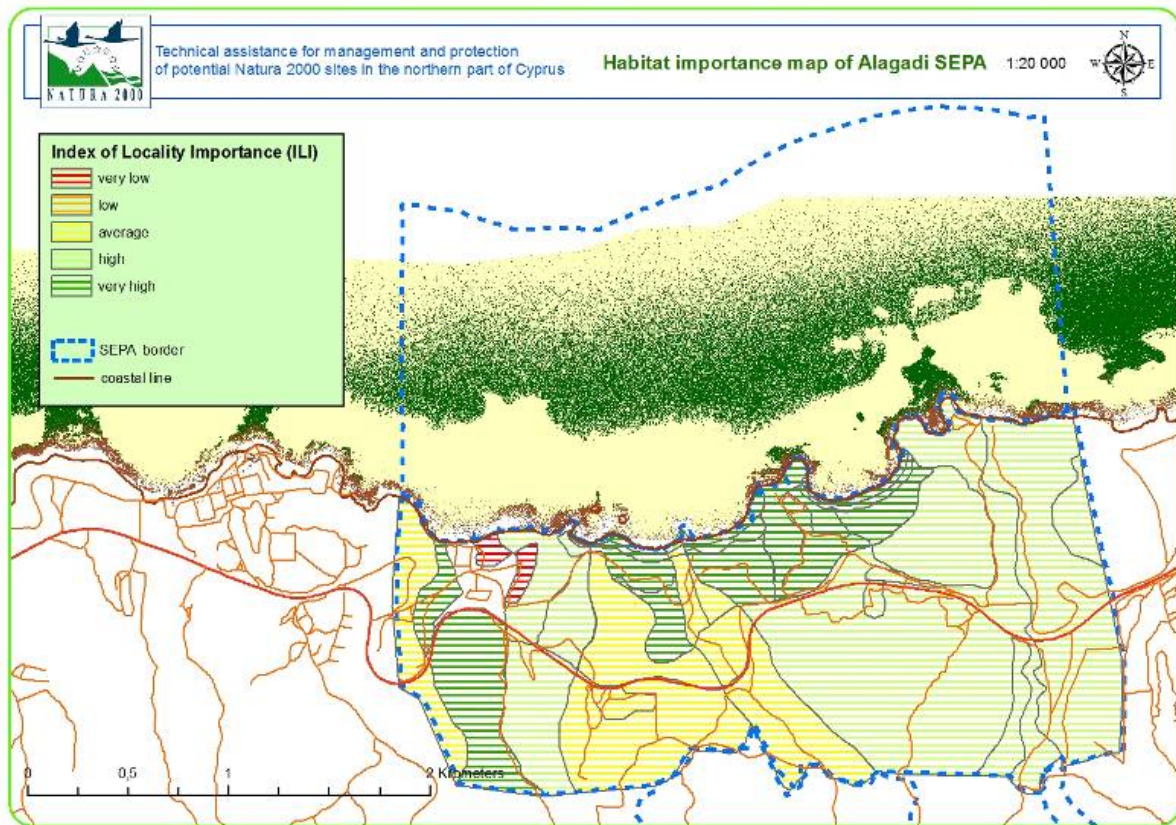 Technical assistance for management and protection
of potential Natura 2000 sites in the northern part of Cyprus
Habitat importance map of Alagadi SEPA 1:20 000
N
W E
S
NATURA 2000
Index of Locality Importance (ILI)
very low
low
average
high
very high
SEPA border
coastal line
0 0,5 1 2 Kilometers